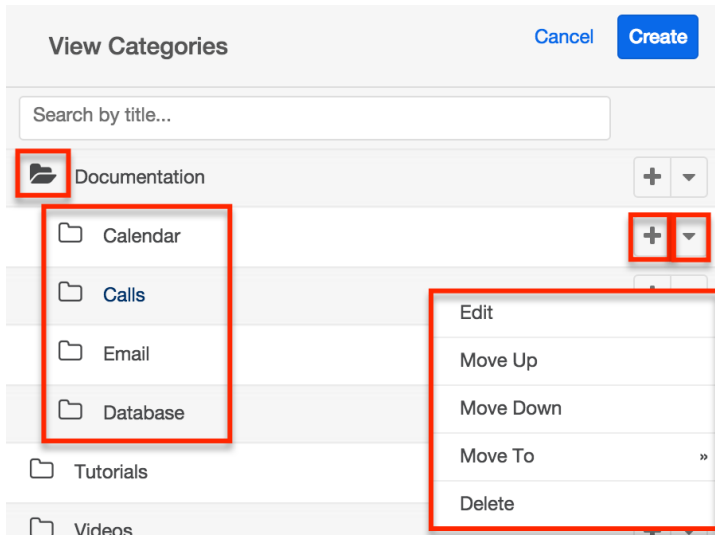 View Categories
Cancel
Create
Search by title...
Documentation
Calendar
Calls
Email
Database
Tutorials
Videos
Edit
Move Up
Move Down
Move To »
Delete